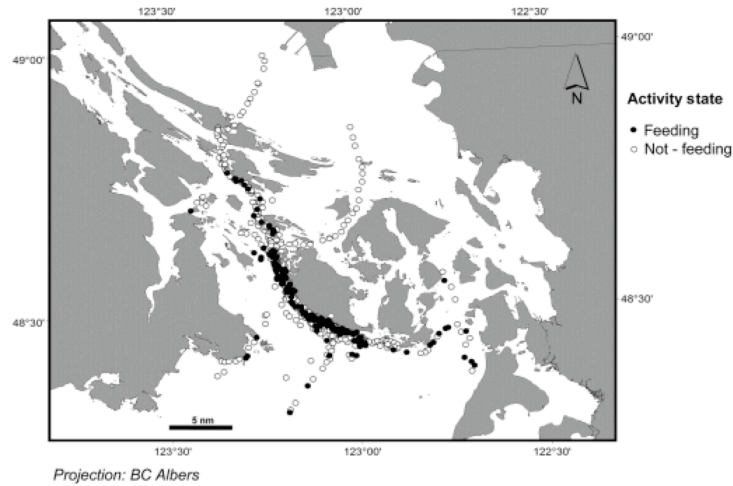 123°30' 123°00' 122°30'
49°00'
49°00'
N
Activity state
Feeding
Not - feeding
48°30'
48°30'
5 nm
123°30' 123°00' 122°30'
Projection: BC Albers